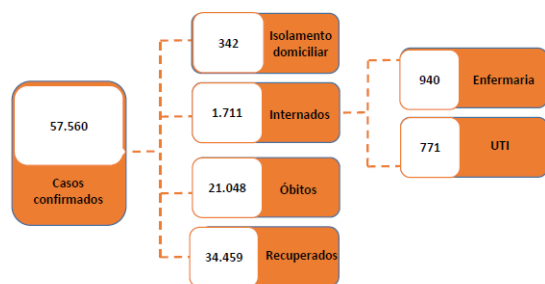 57.560
Casos
confirmados
342
Isolamento
domiciliar
1.711
Internados
21.048
Óbitos
34.459
Recuperados
940
Enfermaria
771
UTI